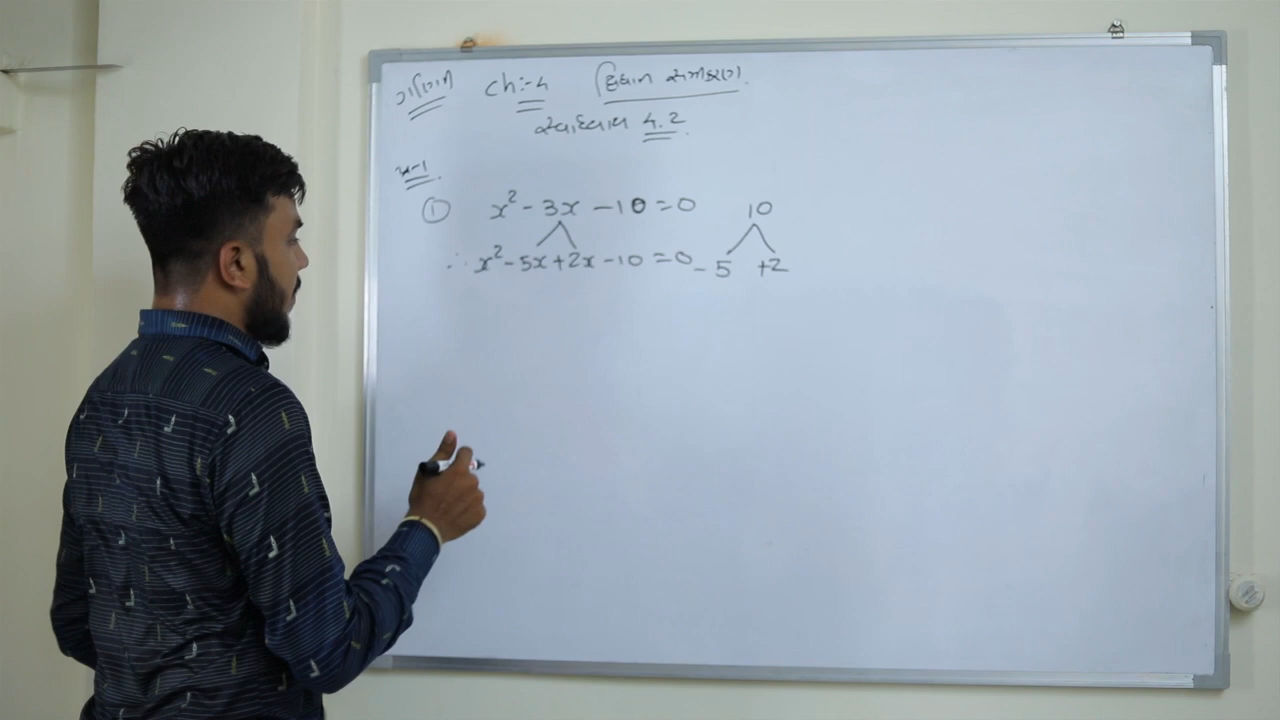 ગણિત ch:- 4 દ્વિઘાત સમીકરણ.
સ્વાધ્યાય 4.2
પ્ર-1.
① x² - 3x - 10 = 0 10
∴ x² - 5x + 2x - 10 = 0 - 5 +2